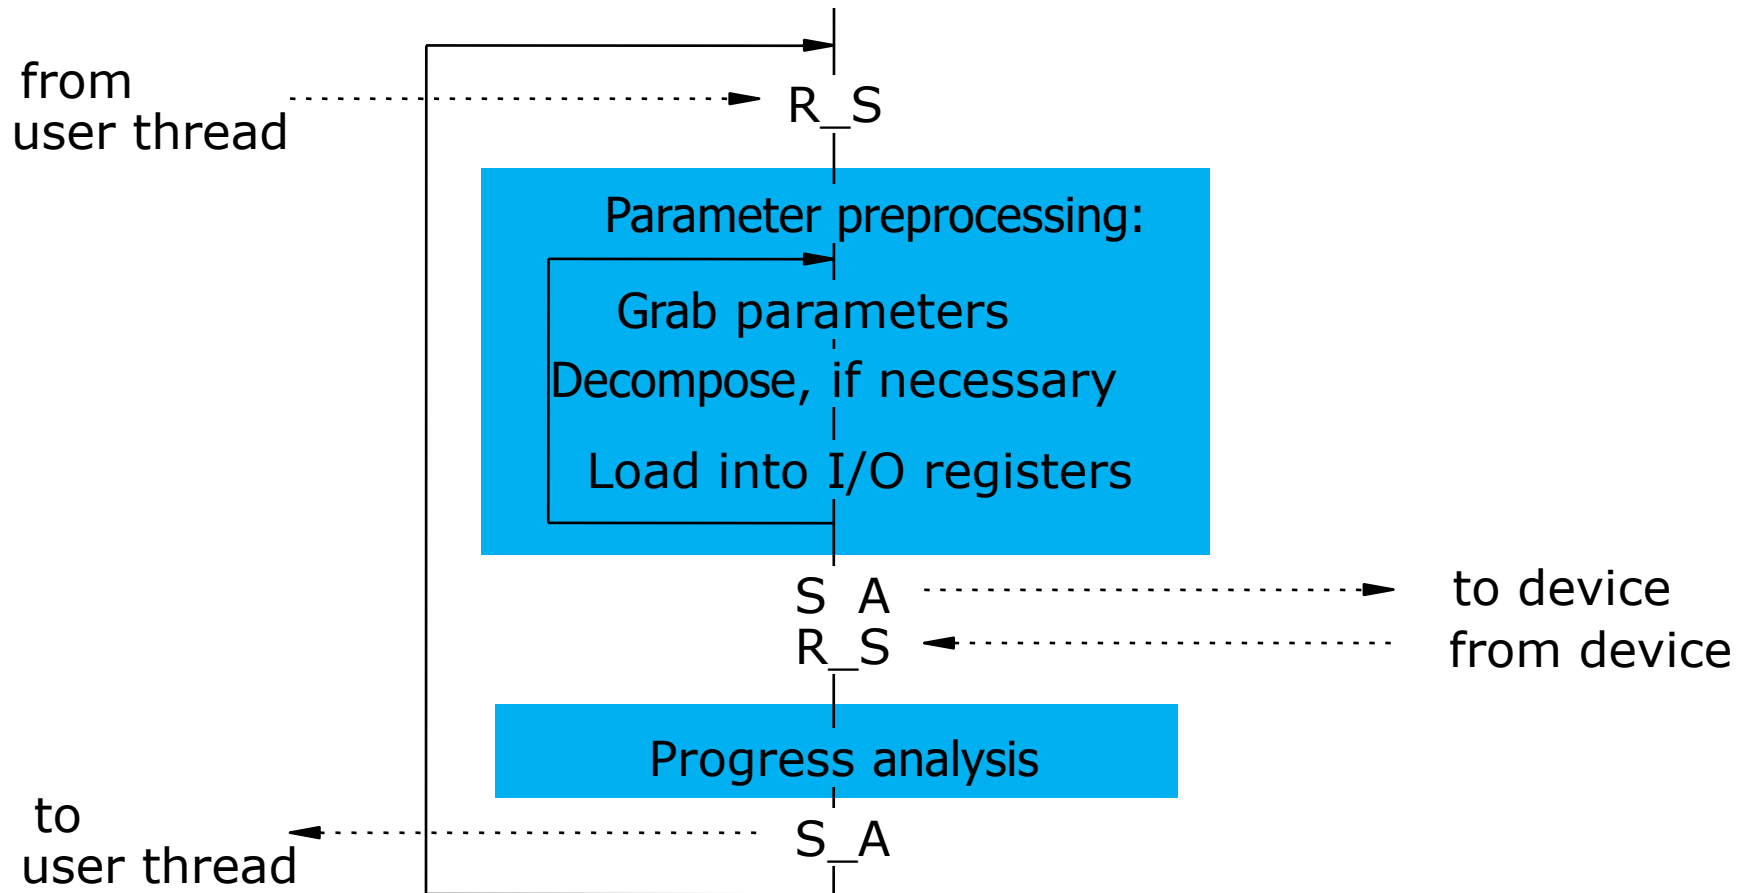 from
user thread
R_S
Parameter preprocessing:
Grab parameters
Decompose, if necessary
Load into I/O registers
S A
to device
R_S
from device
Progress analysis
to
user thread
S_A